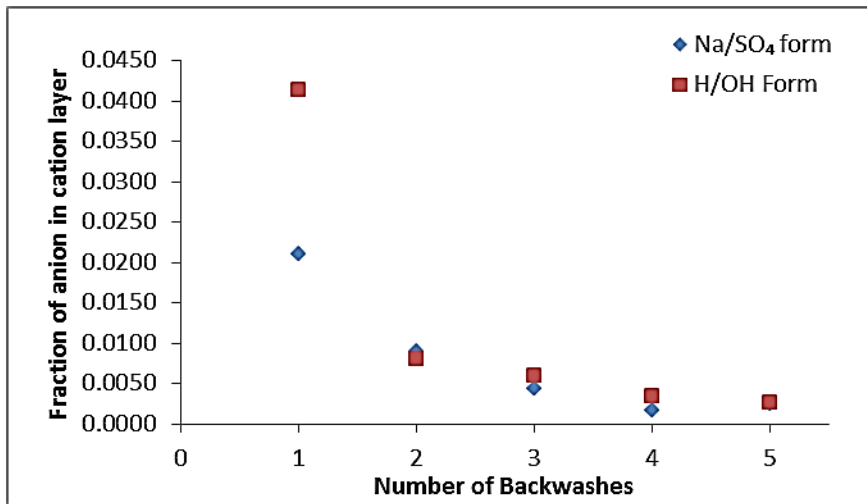 Na/SO₄ form
H/OH Form
Fraction of anion in cation layer
0.0450
0.0400
0.0350
0.0300
0.0250
0.0200
0.0150
0.0100
0.0050
0.0000
0 1 2 3 4 5
Number of Backwashes